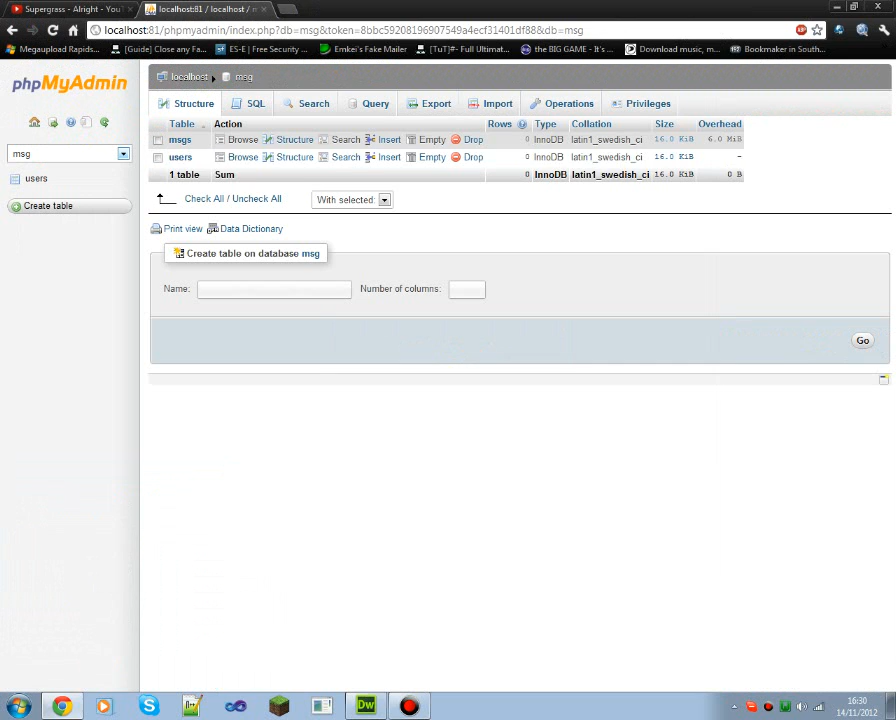 Supergrass - Alright - You
localhost:81 / localhost / m
localhost:81/phpmyadmin/index.php?db=msg&token=8bbc59208196907549a4ecf31401df88&db=msg
Megaupload Rapids... [Guide] Close any Fa... ES-E | Free Security ... Emkei's Fake Mailer [TuT]#- Full Ultimat... the BIG GAME - It's ... Download music, m... Bookmaker in South...
phpMyAdmin
msg
users
Create table
localhost ▸ msg
Structure SQL Search Query Export Import Operations Privileges
Table Action Rows Type Collation Size Overhead
msgs Browse Structure Search Insert Empty Drop 0 InnoDB latin1_swedish_ci 16.0 KiB 6.0 MiB
users Browse Structure Search Insert Empty Drop 0 InnoDB latin1_swedish_ci 16.0 KiB -
1 table Sum 0 InnoDB latin1_swedish_ci 16.0 KiB 0 B
Check All / Uncheck All With selected:
Print view Data Dictionary
Create table on database msg
Name: Number of columns:
Go
Dw
16:30
14/11/2012